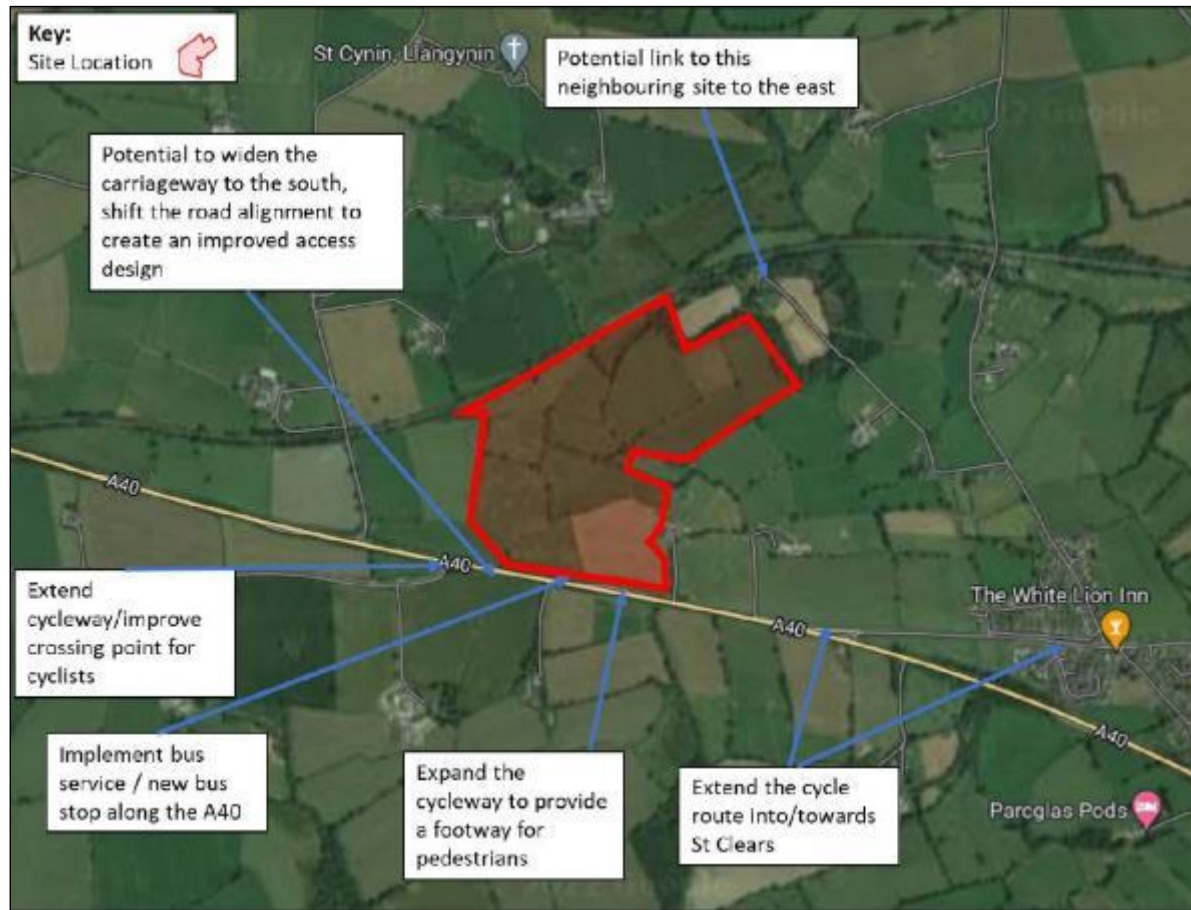 Key:
Site Location
St Cynin, Llangynin
Potential link to this
neighbouring site to the east
Potential to widen the
carriageway to the south,
shift the road alignment to
create an improved access
design
A40
A40
Extend
cycleway/improve
crossing point for
cyclists
The White Lion Inn
A40
A40
Implement bus
service / new bus
stop along the A40
Expand the
cycleway to provide
a footway for
pedestrians
Extend the cycle
route into/towards
St Clears
Parcglas Pods